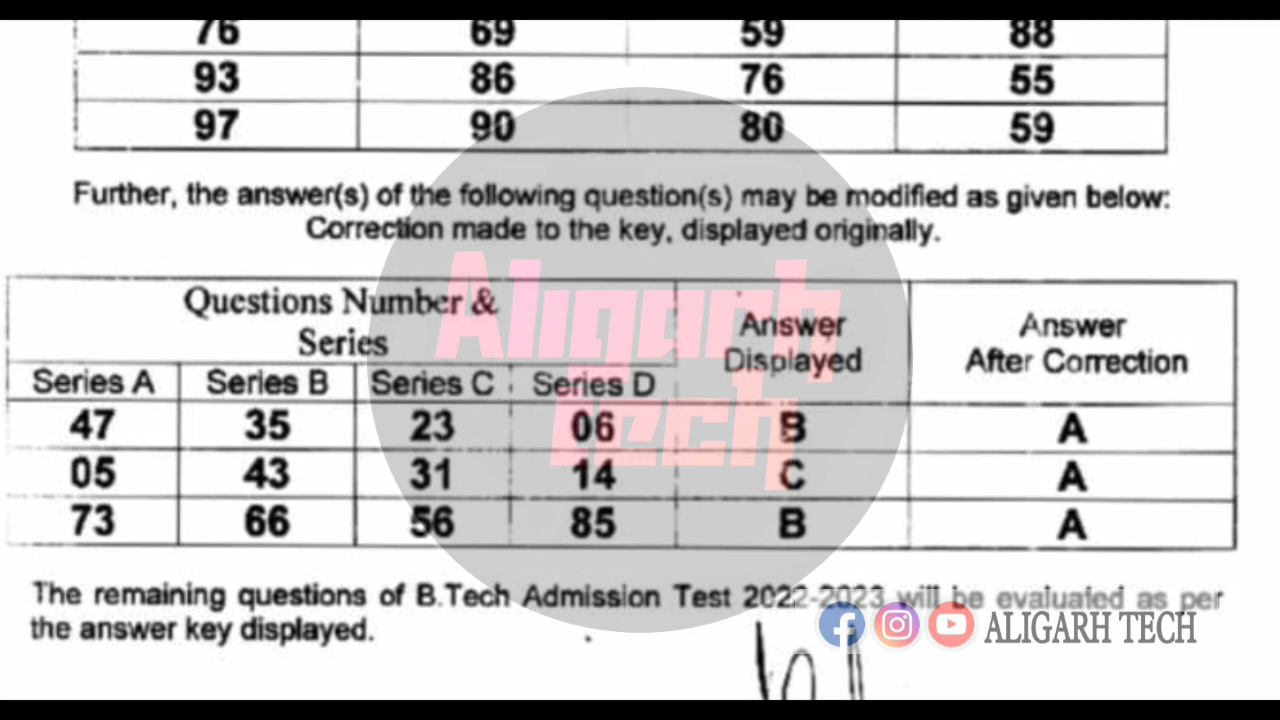 76 69 59 88
93 86 76 55
97 90 80 59
Further, the answer(s) of the following question(s) may be modified as given below:
Correction made to the key, displayed originally.
Questions Number &
Series
Answer
Displayed
Answer
After Correction
Series A Series B Series C Series D
47 35 23 06 B A
05 43 31 14 C A
73 66 56 85 B A
Aligarh
Tech
The remaining questions of B.Tech Admission Test 2022-2023 will be evaluated as per
the answer key displayed.
ALIGARH TECH